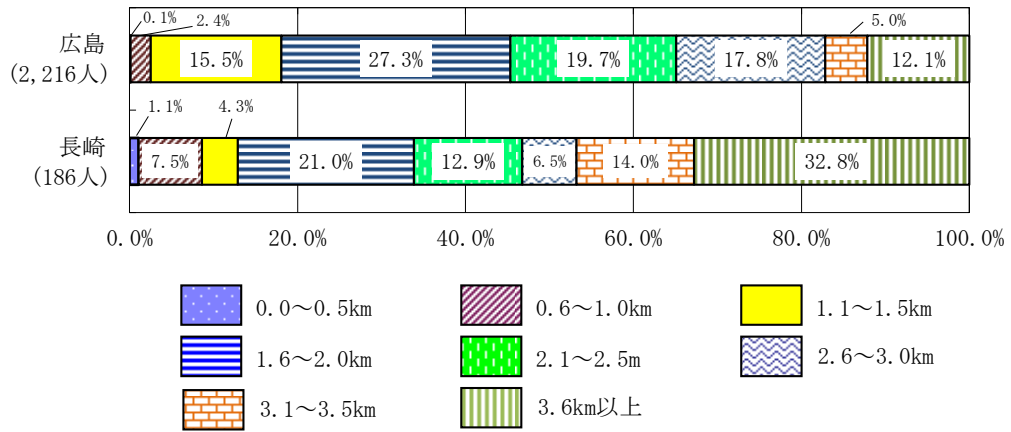 0.1%
2.4%
5.0%
広島
(2,216人)
15.5%
27.3%
19.7%
17.8%
12.1%
1.1%
4.3%
長崎
(186人)
7.5%
21.0%
12.9%
6.5%
14.0%
32.8%
0.0%
20.0%
40.0%
60.0%
80.0%
100.0%
0.0～0.5km
0.6～1.0km
1.1～1.5km
1.6～2.0km
2.1～2.5m
2.6～3.0km
3.1～3.5km
3.6km以上